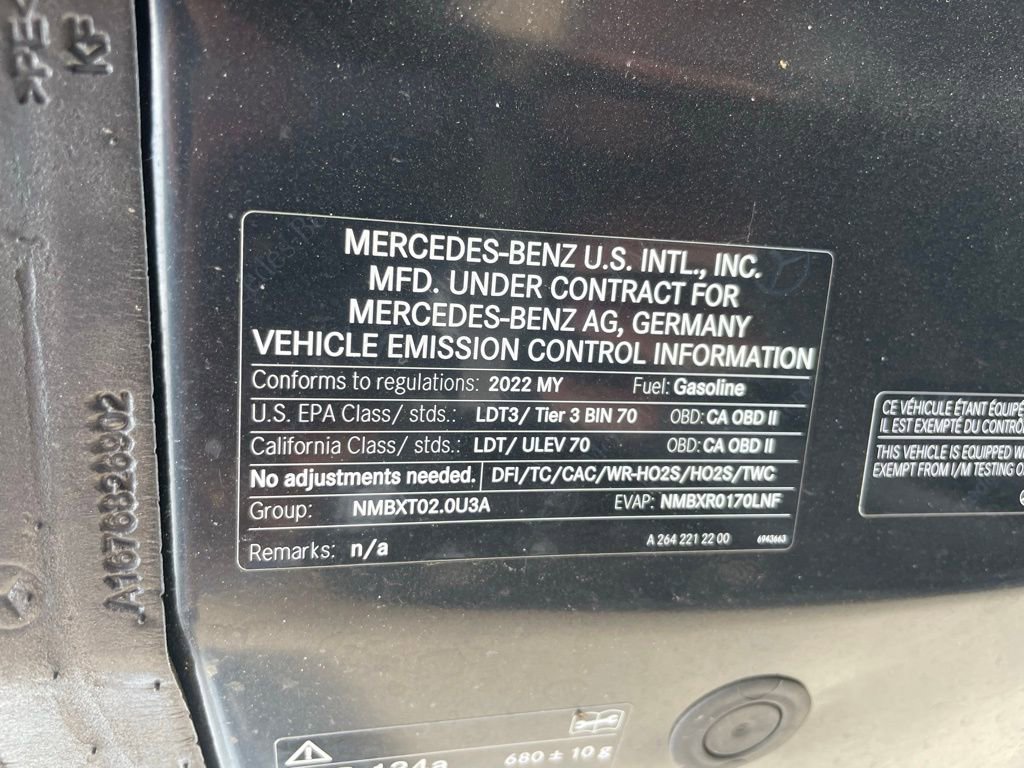 >PE<
KF
A1676828902
MERCEDES-BENZ U.S. INTL., INC.
MFD. UNDER CONTRACT FOR
MERCEDES-BENZ AG, GERMANY
VEHICLE EMISSION CONTROL INFORMATION
Conforms to regulations: 2022 MY Fuel: Gasoline
U.S. EPA Class/ stds.: LDT3/ Tier 3 BIN 70 OBD: CA OBD II
California Class/ stds.: LDT/ ULEV 70 OBD: CA OBD II
No adjustments needed. DFI/TC/CAC/WR-HO2S/HO2S/TWC
Group: NMBXT02.0U3A EVAP: NMBXR0170LNF
Remarks: n/a A 264 221 22 00 6943663
CE VÉHICULE ÉTANT ÉQUIPÉ
IL EST EXEMPTÉ DU
THIS VEHICLE IS EQUIPPED
EXEMPT FROM I/M TESTING
680 ± 10 g